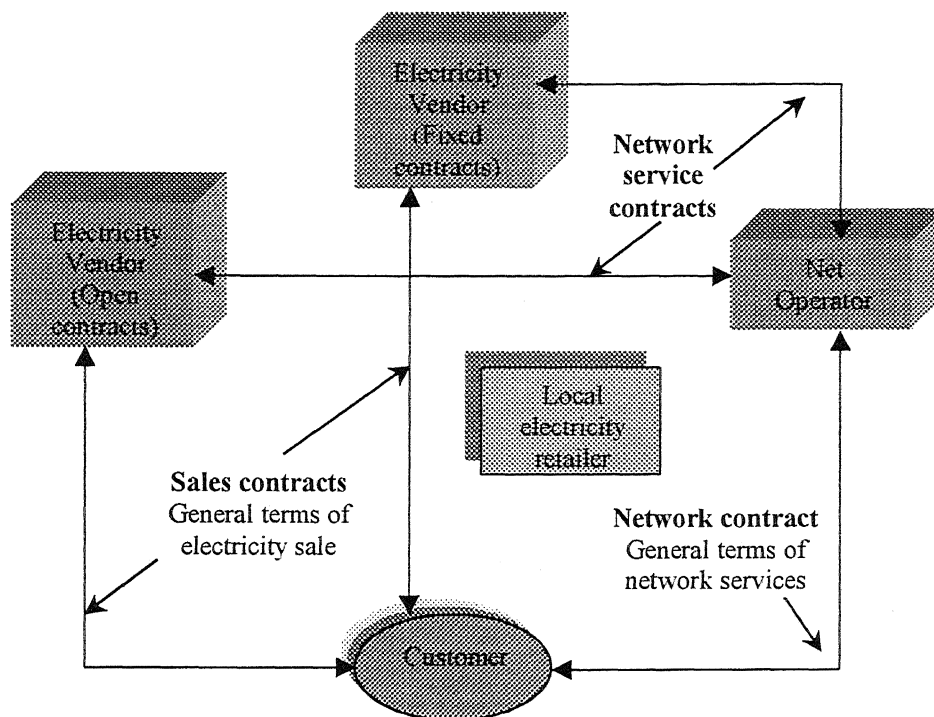 Electricity
Vendor
(Fixed
contracts)
Network
service
contracts
Electricity
Vendor
(Open
contracts)
Net
Operator
Local
electricity
retailer
Sales contracts
General terms of
electricity sale
Network contract
General terms of
network services
Customer